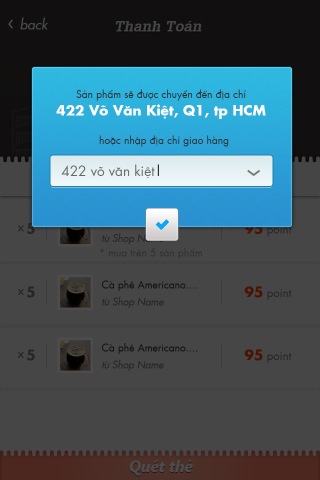 back
Thanh Toán
Sản phẩm sẽ được chuyển đến địa chỉ
422 Võ Văn Kiệt, Q1, tp HCM
hoặc nhập địa chỉ giao hàng
422 võ văn kiệt
×5
từ Shop Name
* mua trên 5 sản phẩm
95 point
×5
Cà phê Americano....
từ Shop Name
95 point
×5
Cà phê Americano....
từ Shop Name
95 point
Quét thẻ